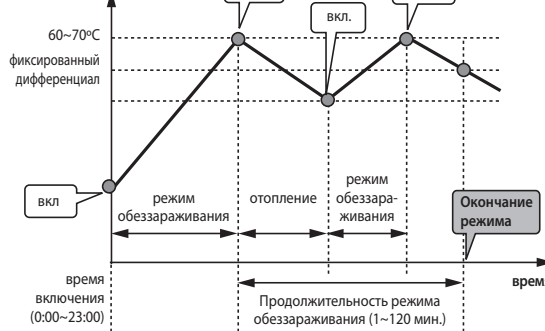 вкл.
60~70ºC
фиксированный
дифференциал
вкл
режим
обеззараживания
отопление
режим
обеззара-
живания
Окончание
режима
время
включения
(0:00~23:00)
Продолжительность режима
обеззараживания (1~120 мин.)